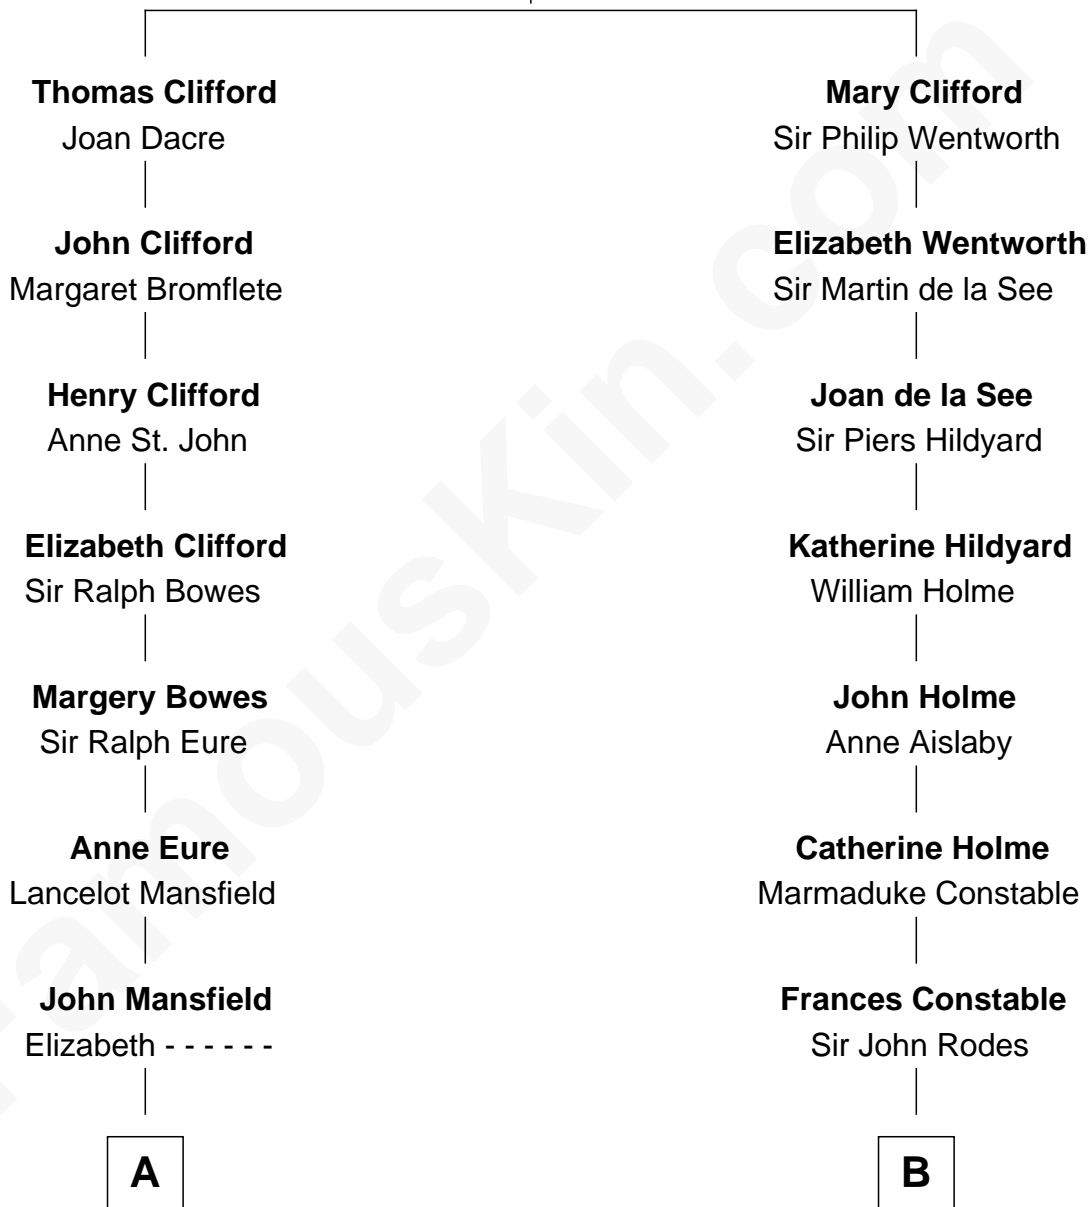 Thomas Clifford
Joan Dacre
Mary Clifford
Sir Philip Wentworth
John Clifford
Margaret Bromflete
Elizabeth Wentworth
Sir Martin de la See
Henry Clifford
Anne St. John
Joan de la See
Sir Piers Hildyard
Elizabeth Clifford
Sir Ralph Bowes
Katherine Hildyard
William Holme
Margery Bowes
Sir Ralph Eure
John Holme
Anne Aislaby
Anne Eure
Lancelot Mansfield
Catherine Holme
Marmaduke Constable
John Mansfield
Elizabeth - - - - - -
Frances Constable
Sir John Rodes
A
B
FamousKin.com